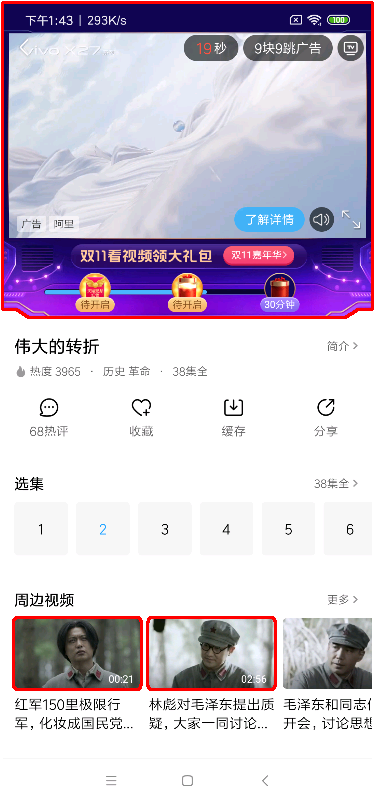 下午1:43 | 293K/s
100
vivo X27
19秒
9块9跳广告
TV
广告
阿里
了解详情
双11看视频领大礼包
双11嘉年华>
待开启
待开启
30分钟
伟大的转折
简介 >
热度 3965 · 历史 革命 · 38集全
68热评
收藏
缓存
分享
选集
38集全 >
1
2
3
4
5
6
周边视频
更多 >
00:21
02:56
红军150里极限行
军，化妆成国民党...
林彪对毛泽东提出质
疑，大家一同讨论...
毛泽东和同志们
开会，讨论思想